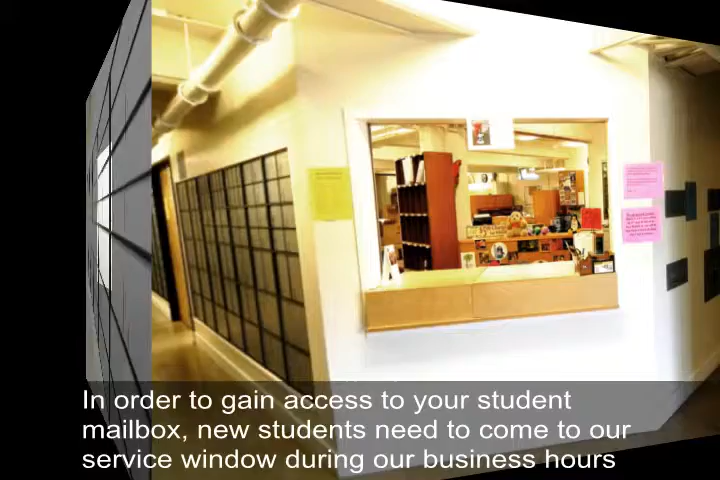 In order to gain access to your student
mailbox, new students need to come to our
service window during our business hours